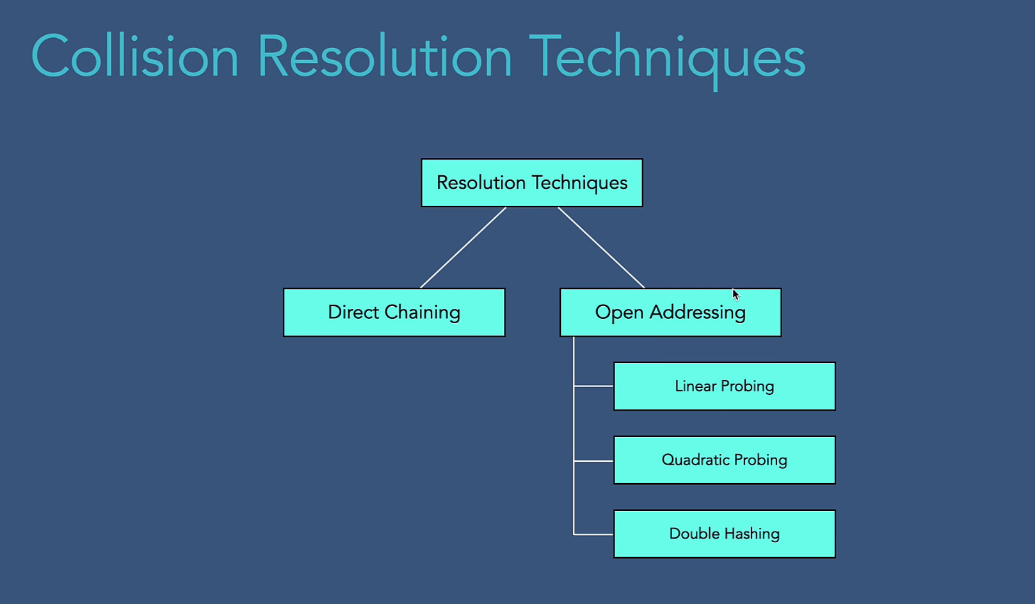 Collision Resolution Techniques
Resolution Techniques
Direct Chaining
Open Addressing
Linear Probing
Quadratic Probing
Double Hashing